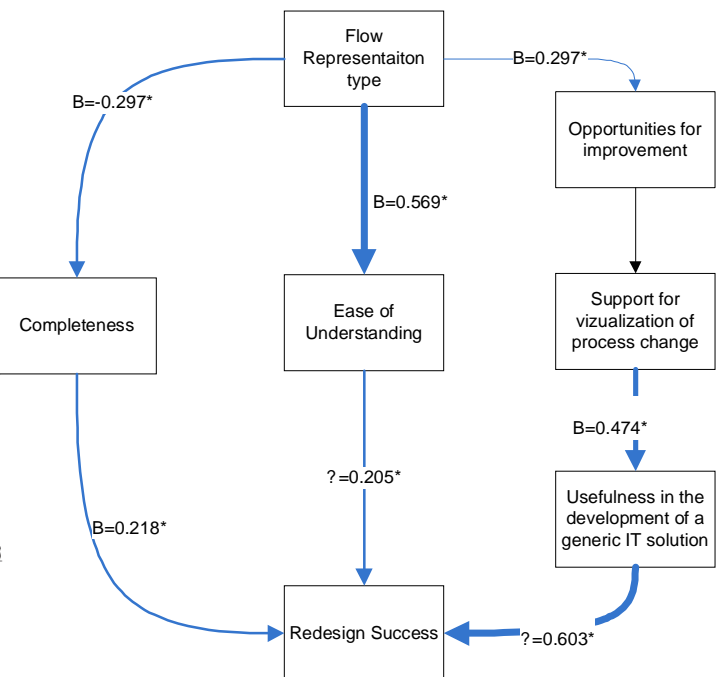 Flow
Representaiton
type
B=0.297*
B=-0.297*
Opportunities for
improvement
B=0.569*
Completeness
Ease of
Understanding
Support for
vizualization of
process change
B=0.474*
?=0.205*
Usefulness in the
development of a
generic IT solution
B=0.218*
Redesign Success
?=0.603*